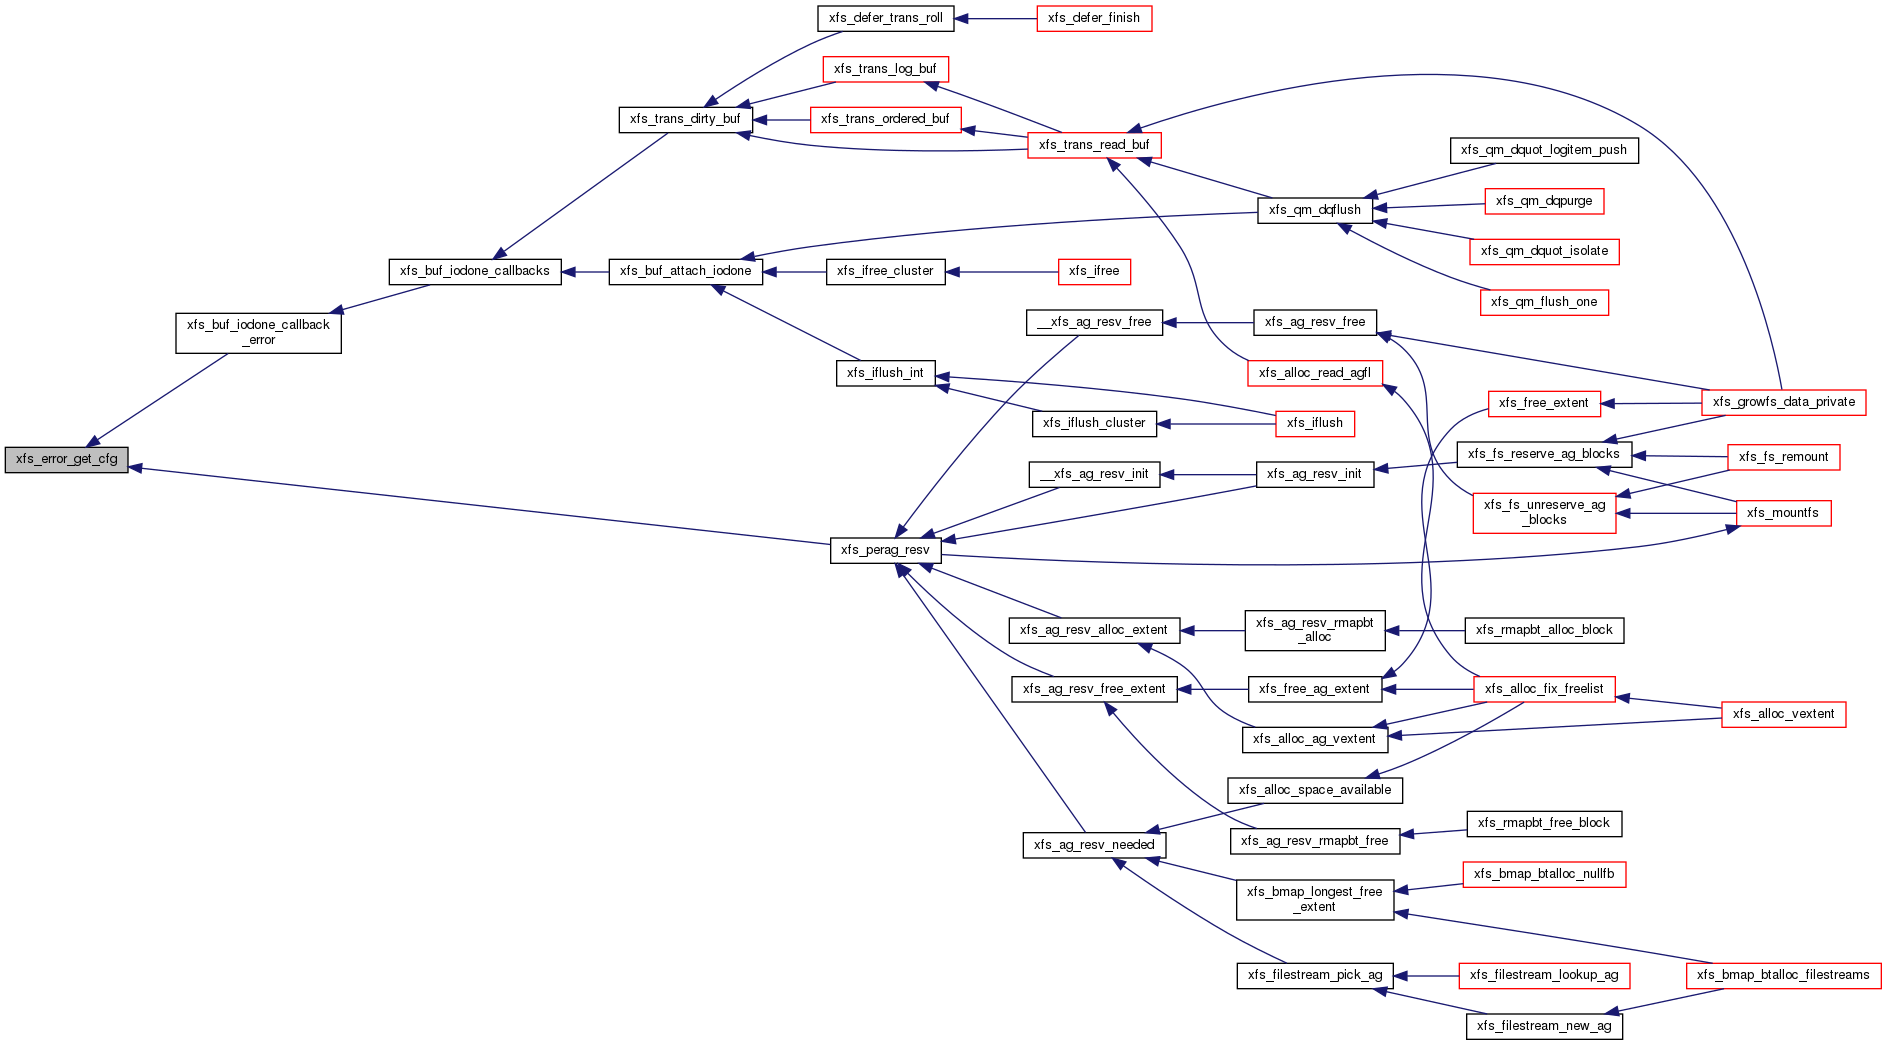 xfs_defer_trans_roll
xfs_defer_finish
xfs_trans_log_buf
xfs_trans_dirty_buf
xfs_trans_ordered_buf
xfs_trans_read_buf
xfs_qm_dquot_logitem_push
xfs_qm_dqflush
xfs_qm_dqpurge
xfs_qm_dquot_isolate
xfs_qm_flush_one
xfs_buf_iodone_callbacks
xfs_buf_attach_iodone
xfs_ifree_cluster
xfs_ifree
xfs_buf_iodone_callback
_error
__xfs_ag_resv_free
xfs_ag_resv_free
xfs_iflush_int
xfs_alloc_read_agfl
xfs_iflush_cluster
xfs_iflush
xfs_free_extent
xfs_growfs_data_private
xfs_error_get_cfg
__xfs_ag_resv_init
xfs_ag_resv_init
xfs_fs_reserve_ag_blocks
xfs_fs_remount
xfs_fs_unreserve_ag
_blocks
xfs_mountfs
xfs_perag_resv
xfs_ag_resv_alloc_extent
xfs_ag_resv_rmapbt
_alloc
xfs_rmapbt_alloc_block
xfs_ag_resv_free_extent
xfs_free_ag_extent
xfs_alloc_fix_freelist
xfs_alloc_vextent
xfs_alloc_ag_vextent
xfs_alloc_space_available
xfs_ag_resv_needed
xfs_ag_resv_rmapbt_free
xfs_rmapbt_free_block
xfs_bmap_longest_free
_extent
xfs_bmap_btalloc_nullfb
xfs_filestream_pick_ag
xfs_filestream_lookup_ag
xfs_bmap_btalloc_filestreams
xfs_filestream_new_ag